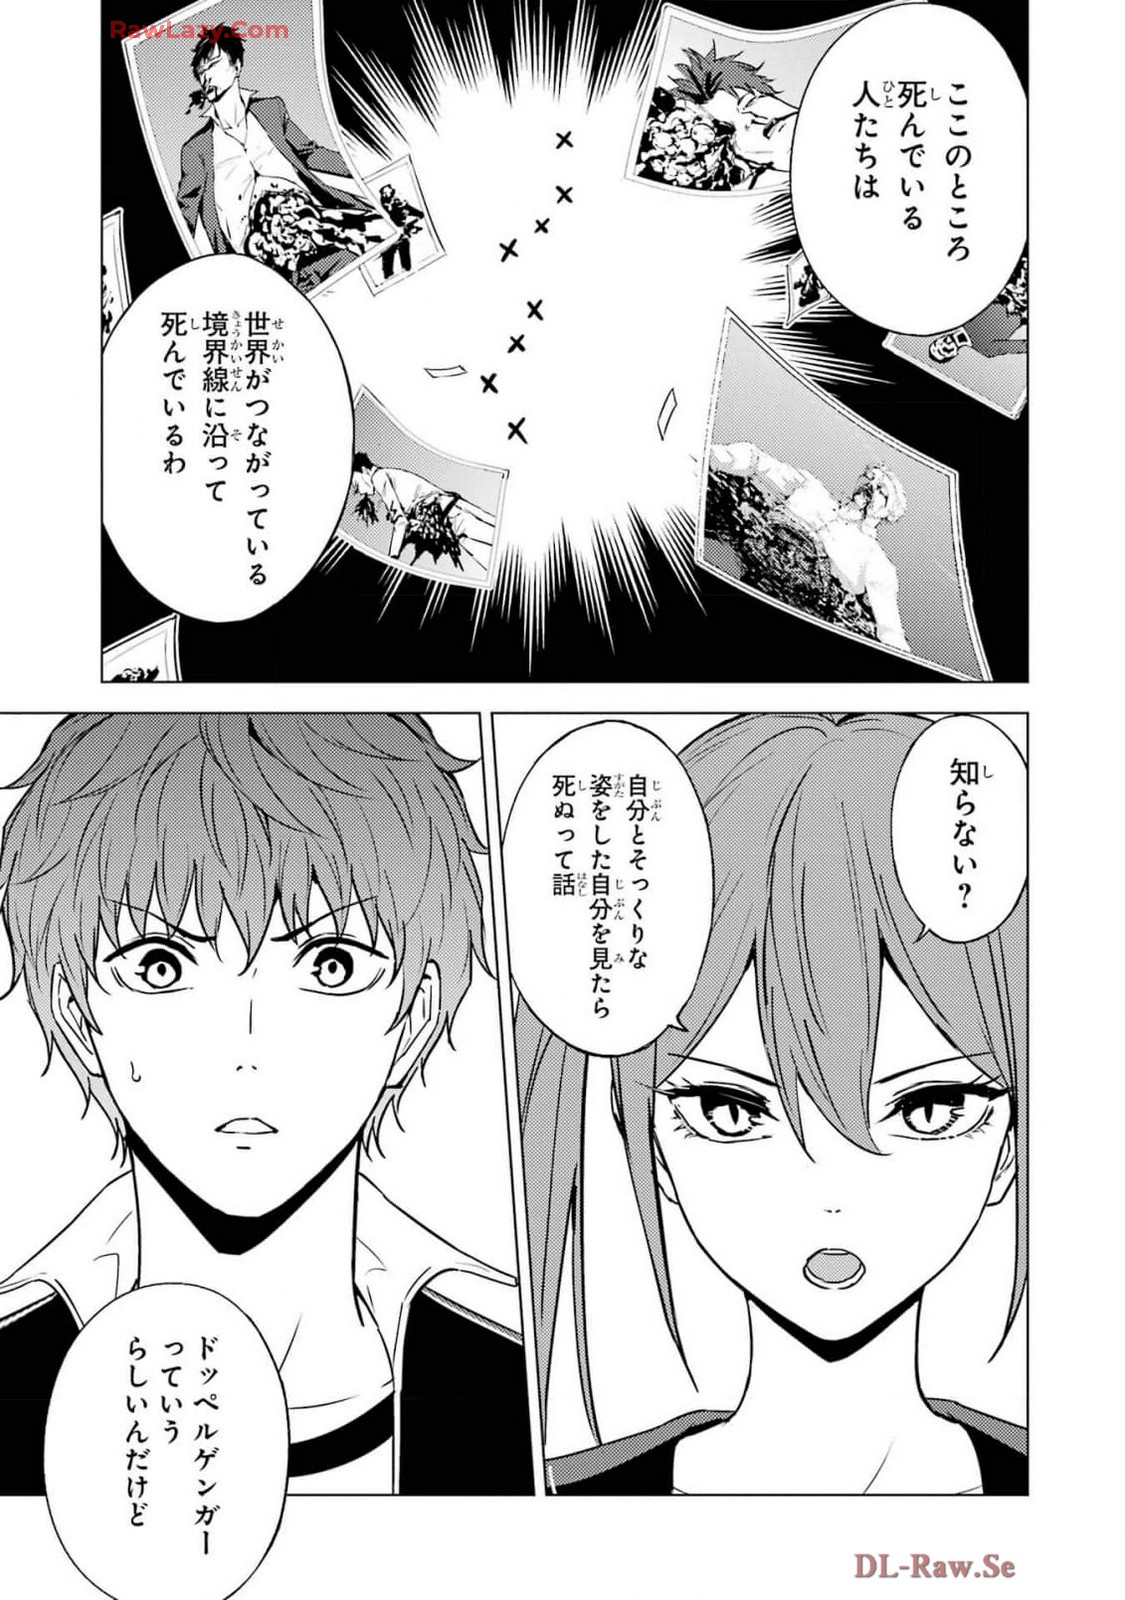 RawLazy.Com
ここのところ
死んでいる
人たちは
世界がつながっている
境界線に沿って
死んでいるわ
知らない?
自分とそっくりな
姿をした自分を見たら
死ぬって話
ドッペルゲンガー
っていう
らしいんだけど
DL-Raw.Se